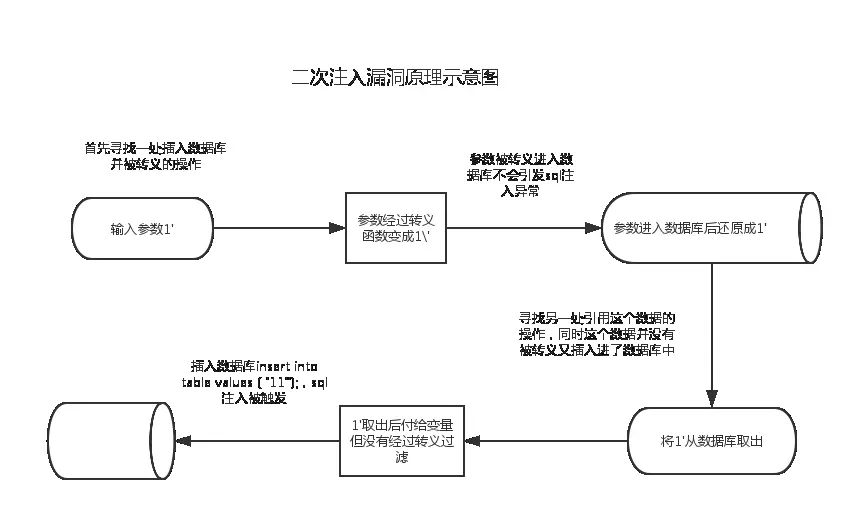 二次注入漏洞原理示意图
首先寻找一处插入数据库
并被转义的操作
参数被转义进入数
据库不会引发sql注
入异常
输入参数1'
参数经过转义
函数变成1\'
参数进入数据库后还原成1'
寻找另一处引用这个数据的
操作，同时这个数据并没有
被转义又插入进了数据库中
插入数据库insert into
table values ("11");，sql
注入被触发
1'取出后付给变量
但没有经过转义过
滤
将1'从数据库取出